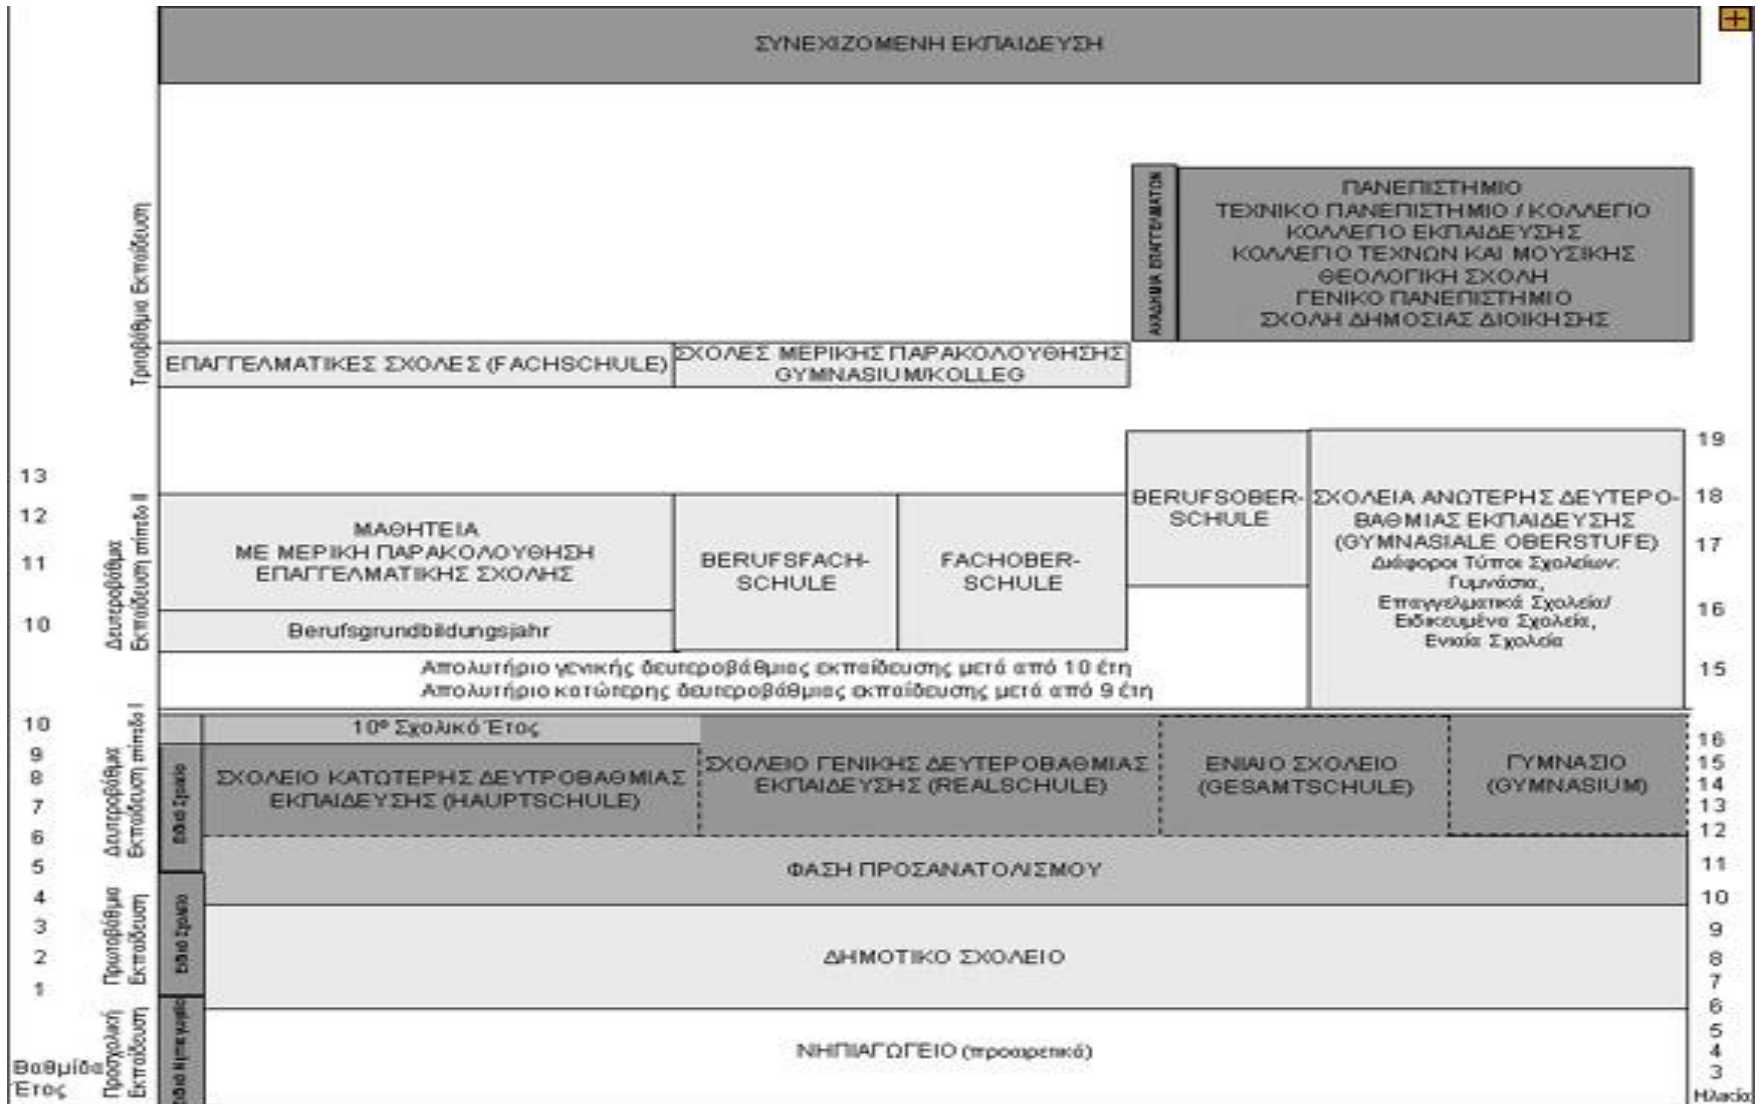 ΣΥΝΕΧΙΖΟΜΕΝΗ ΕΚΠΑΙΔΕΥΣΗ
Τριτοβάθμια Εκπαίδευση
ΑΚΑΔΗΜΙΑ ΕΠΑΓΓΕΛΜΑΤΩΝ
ΠΑΝΕΠΙΣΤΗΜΙΟ
ΤΕΧΝΙΚΟ ΠΑΝΕΠΙΣΤΗΜΙΟ / ΚΟΛΛΕΓΙΟ
ΚΟΛΛΕΓΙΟ ΕΚΠΑΙΔΕΥΣΗΣ
ΚΟΛΛΕΓΙΟ ΤΕΧΝΩΝ ΚΑΙ ΜΟΥΣΙΚΗΣ
ΘΕΟΛΟΓΙΚΗ ΣΧΟΛΗ
ΓΕΝΙΚΟ ΠΑΝΕΠΙΣΤΗΜΙΟ
ΣΧΟΛΗ ΔΗΜΟΣΙΑΣ ΔΙΟΙΚΗΣΗΣ
ΕΠΑΓΓΕΛΜΑΤΙΚΕΣ ΣΧΟΛΕΣ (FACHSCHULE)
ΣΧΟΛΕΣ ΜΕΡΙΚΗΣ ΠΑΡΑΚΟΛΟΥΘΗΣΗΣ
GYMNASIUM/KOLLEG
13
12
11
10
Δευτεροβάθμια
Εκπαίδευση επίπεδο ΙΙ
ΜΑΘΗΤΕΙΑ
ΜΕ ΜΕΡΙΚΗ ΠΑΡΑΚΟΛΟΥΘΗΣΗ
ΕΠΑΓΓΕΛΜΑΤΙΚΗΣ ΣΧΟΛΗΣ
Berufsgrundbildungsjahr
BERUFSFACH-
SCHULE
FACHOBER-
SCHULE
BERUFSOBER-
SCHULE
ΣΧΟΛΕΙΑ ΑΝΩΤΕΡΗΣ ΔΕΥΤΕΡΟ-
ΒΑΘΜΙΑΣ ΕΚΠΑΙΔΕΥΣΗΣ
(GYMNASIALE OBERSTUFE)
Διάφοροι Τύποι Σχολείων:
Γυμνάσια,
Επαγγελματικά Σχολεία/
Ειδικευμένα Σχολεία,
Ενιαία Σχολεία
19
18
17
16
15
Απολυτήριο γενικής δευτεροβάθμιας εκπαίδευσης μετά από 10 έτη
Απολυτήριο κατώτερης δευτεροβάθμιας εκπαίδευσης μετά από 9 έτη
10
9
8
7
6
5
Δευτεροβάθμια
Εκπαίδευση επίπεδο Ι
Ειδικό Σχολείο
10º Σχολικό Έτος
ΣΧΟΛΕΙΟ ΚΑΤΩΤΕΡΗΣ ΔΕΥΤΡΟΒΑΘΜΙΑΣ
ΕΚΠΑΙΔΕΥΣΗΣ (HAUPTSCHULE)
ΣΧΟΛΕΙΟ ΓΕΝΙΚΗΣ ΔΕΥΤΕΡΟΒΑΘΜΙΑΣ
ΕΚΠΑΙΔΕΥΣΗΣ (REALSCHULE)
ΕΝΙΑΙΟ ΣΧΟΛΕΙΟ
(GESAMTSCHULE)
ΓΥΜΝΑΣΙΟ
(GYMNASIUM)
16
15
14
13
12
11
10
ΦΑΣΗ ΠΡΟΣΑΝΑΤΟΛΙΣΜΟΥ
4
3
2
1
Πρωτοβάθμια
Εκπαίδευση
Ειδικό Σχολείο
ΔΗΜΟΤΙΚΟ ΣΧΟΛΕΙΟ
9
8
7
6
Προσχολική
Εκπαίδευση
Ειδικό Νηπιαγωγείο
ΝΗΠΙΑΓΩΓΕΙΟ (προαιρετικό)
5
4
3
Βαθμίδα
Έτος
Ηλικία